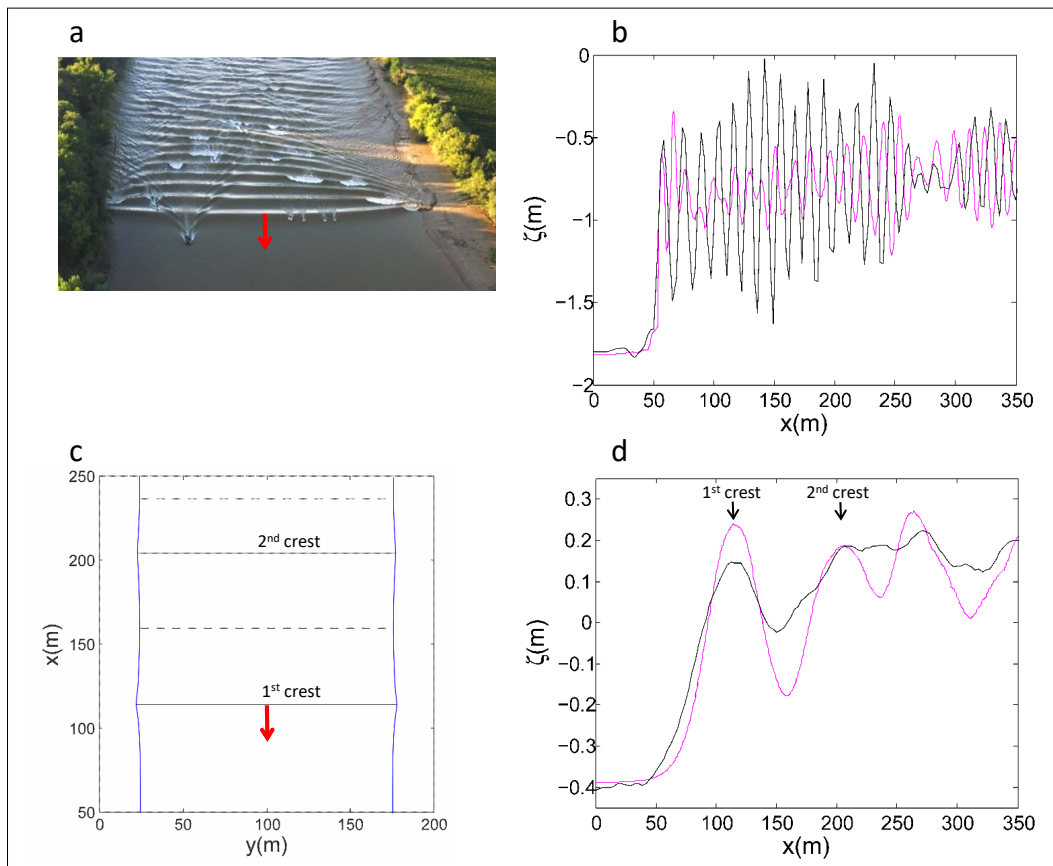 a
b
0
−0.5
−1
−1.5
−2
ζ(m)
0 50 100 150 200 250 300 350
x(m)
c
250
200
150
100
50
x(m)
2nd crest
1st crest
0 50 100 150 200
y(m)
d
1st crest
2nd crest
0.3
0.2
0.1
0
−0.1
−0.2
−0.3
−0.4
ζ(m)
0 50 100 150 200 250 300 350
x(m)